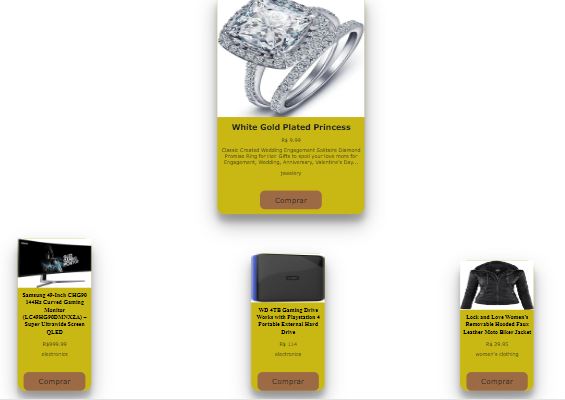 White Gold Plated Princess
R$ 9.99
Classic Created Wedding Engagement Solitaire Diamond
Promise Ring for Her. Gifts to spoil your love more for
Engagement, Wedding, Anniversary, Valentine's Day...
jewelery
Comprar
Samsung 49-Inch CHG90
144Hz Curved Gaming
Monitor
(LC49HG90DMNXZA) –
Super Ultrawide Screen
QLED
R$999.99
electronics
Comprar
WD 4TB Gaming Drive
Works with Playstation 4
Portable External Hard
Drive
R$ 114
electronics
Comprar
Lock and Love Women's
Removable Hooded Faux
Leather Moto Biker Jacket
R$ 29.95
women's clothing
Comprar